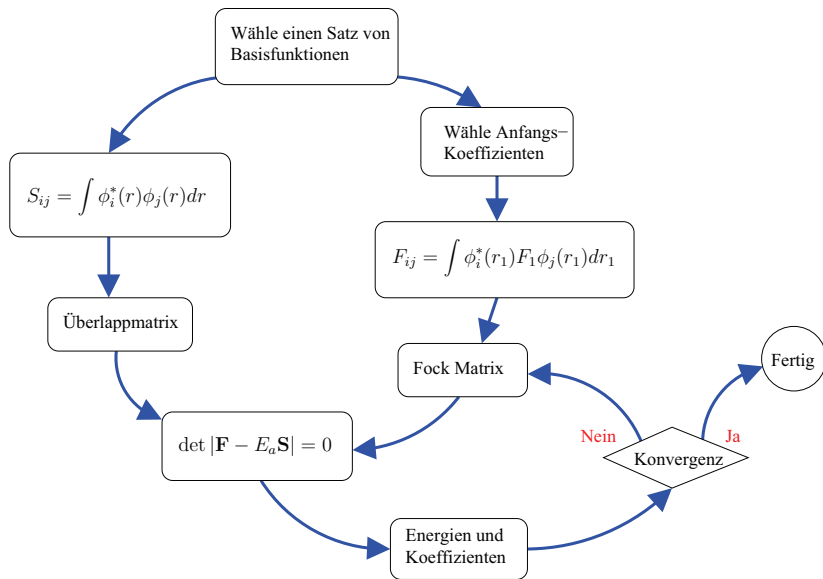 Wähle einen Satz von
Basisfunktionen
Wähle Anfangs−
Koeffizienten
$S_{ij} = \int \phi_i^*(r)\phi_j(r)dr$
$F_{ij} = \int \phi_i^*(r_1)F_1\phi_j(r_1)dr_1$
Überlappmatrix
Fock Matrix
Fertig
$\det|\mathbf{F} - E_a\mathbf{S}| = 0$
Nein
Ja
Konvergenz
Energien und
Koeffizienten